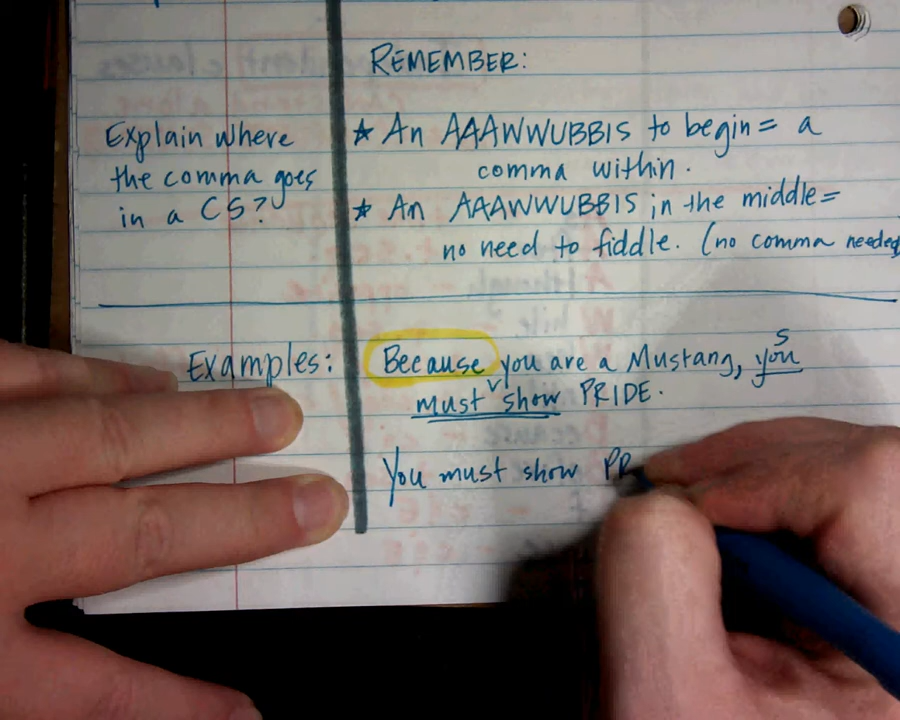 REMEMBER:
Explain where
the comma goes
in a CS?
★ An AAAWWUBBIS to begin = a
comma within.
★ An AAAWWUBBIS in the middle =
no need to fiddle. (no comma needed
Examples:
Because you are a Mustang, you
S
must show PRIDE.
V
You must show PR